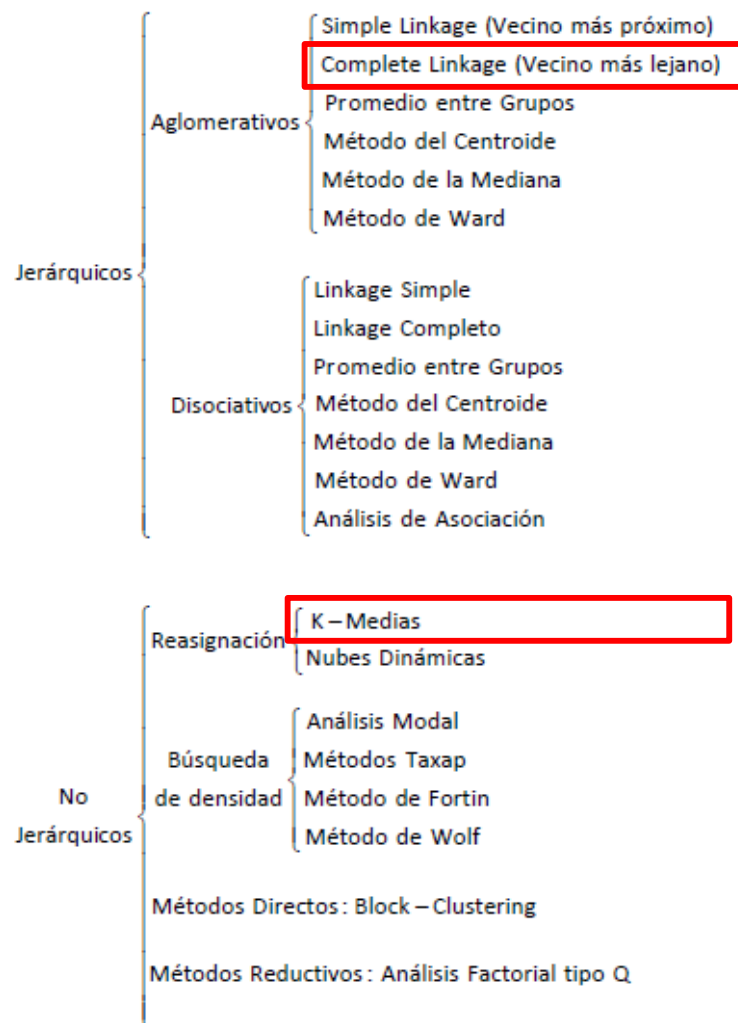 Jerárquicos
Aglomerativos
Simple Linkage (Vecino más próximo)
Complete Linkage (Vecino más lejano)
Promedio entre Grupos
Método del Centroide
Método de la Mediana
Método de Ward
Disociativos
Linkage Simple
Linkage Completo
Promedio entre Grupos
Método del Centroide
Método de la Mediana
Método de Ward
Análisis de Asociación
No
Jerárquicos
Reasignación
K – Medias
Nubes Dinámicas
Búsqueda
de densidad
Análisis Modal
Métodos Taxap
Método de Fortin
Método de Wolf
Métodos Directos : Block – Clustering
Métodos Reductivos : Análisis Factorial tipo Q